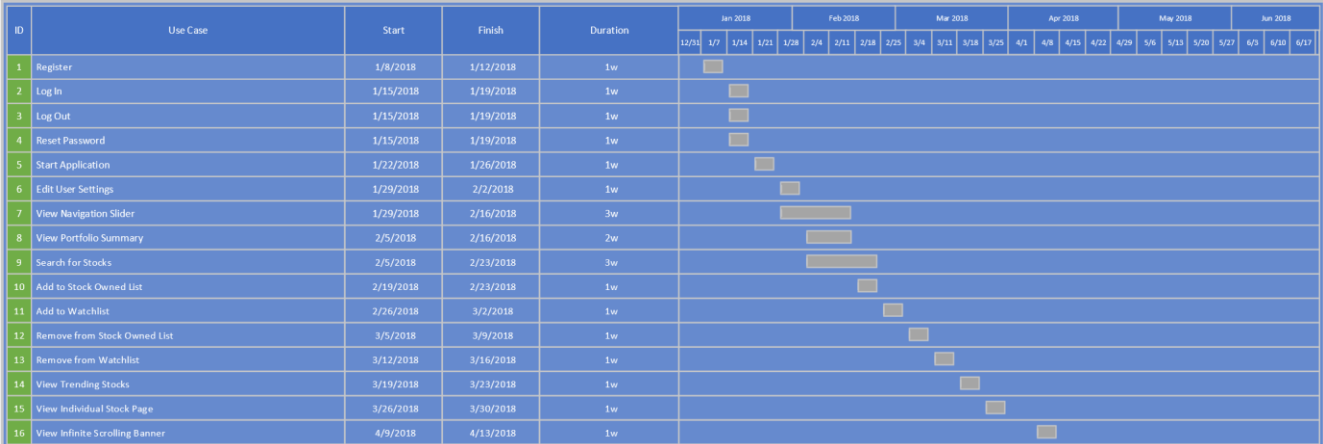 ID Use Case Start Finish Duration Jan 2018 Feb 2018 Mar 2018 Apr 2018 May 2018 Jun 2018
12/31 1/7 1/14 1/21 1/28 2/4 2/11 2/18 2/25 3/4 3/11 3/18 3/25 4/1 4/8 4/15 4/22 4/29 5/6 5/13 5/20 5/27 6/3 6/10 6/17
1 Register 1/8/2018 1/12/2018 1w
2 Log In 1/15/2018 1/19/2018 1w
3 Log Out 1/15/2018 1/19/2018 1w
4 Reset Password 1/15/2018 1/19/2018 1w
5 Start Application 1/22/2018 1/26/2018 1w
6 Edit User Settings 1/29/2018 2/2/2018 1w
7 View Navigation Slider 1/29/2018 2/16/2018 3w
8 View Portfolio Summary 2/5/2018 2/16/2018 2w
9 Search for Stocks 2/5/2018 2/23/2018 3w
10 Add to Stock Owned List 2/19/2018 2/23/2018 1w
11 Add to Watchlist 2/26/2018 3/2/2018 1w
12 Remove from Stock Owned List 3/5/2018 3/9/2018 1w
13 Remove from Watchlist 3/12/2018 3/16/2018 1w
14 View Trending Stocks 3/19/2018 3/23/2018 1w
15 View Individual Stock Page 3/26/2018 3/30/2018 1w
16 View Infinite Scrolling Banner 4/9/2018 4/13/2018 1w